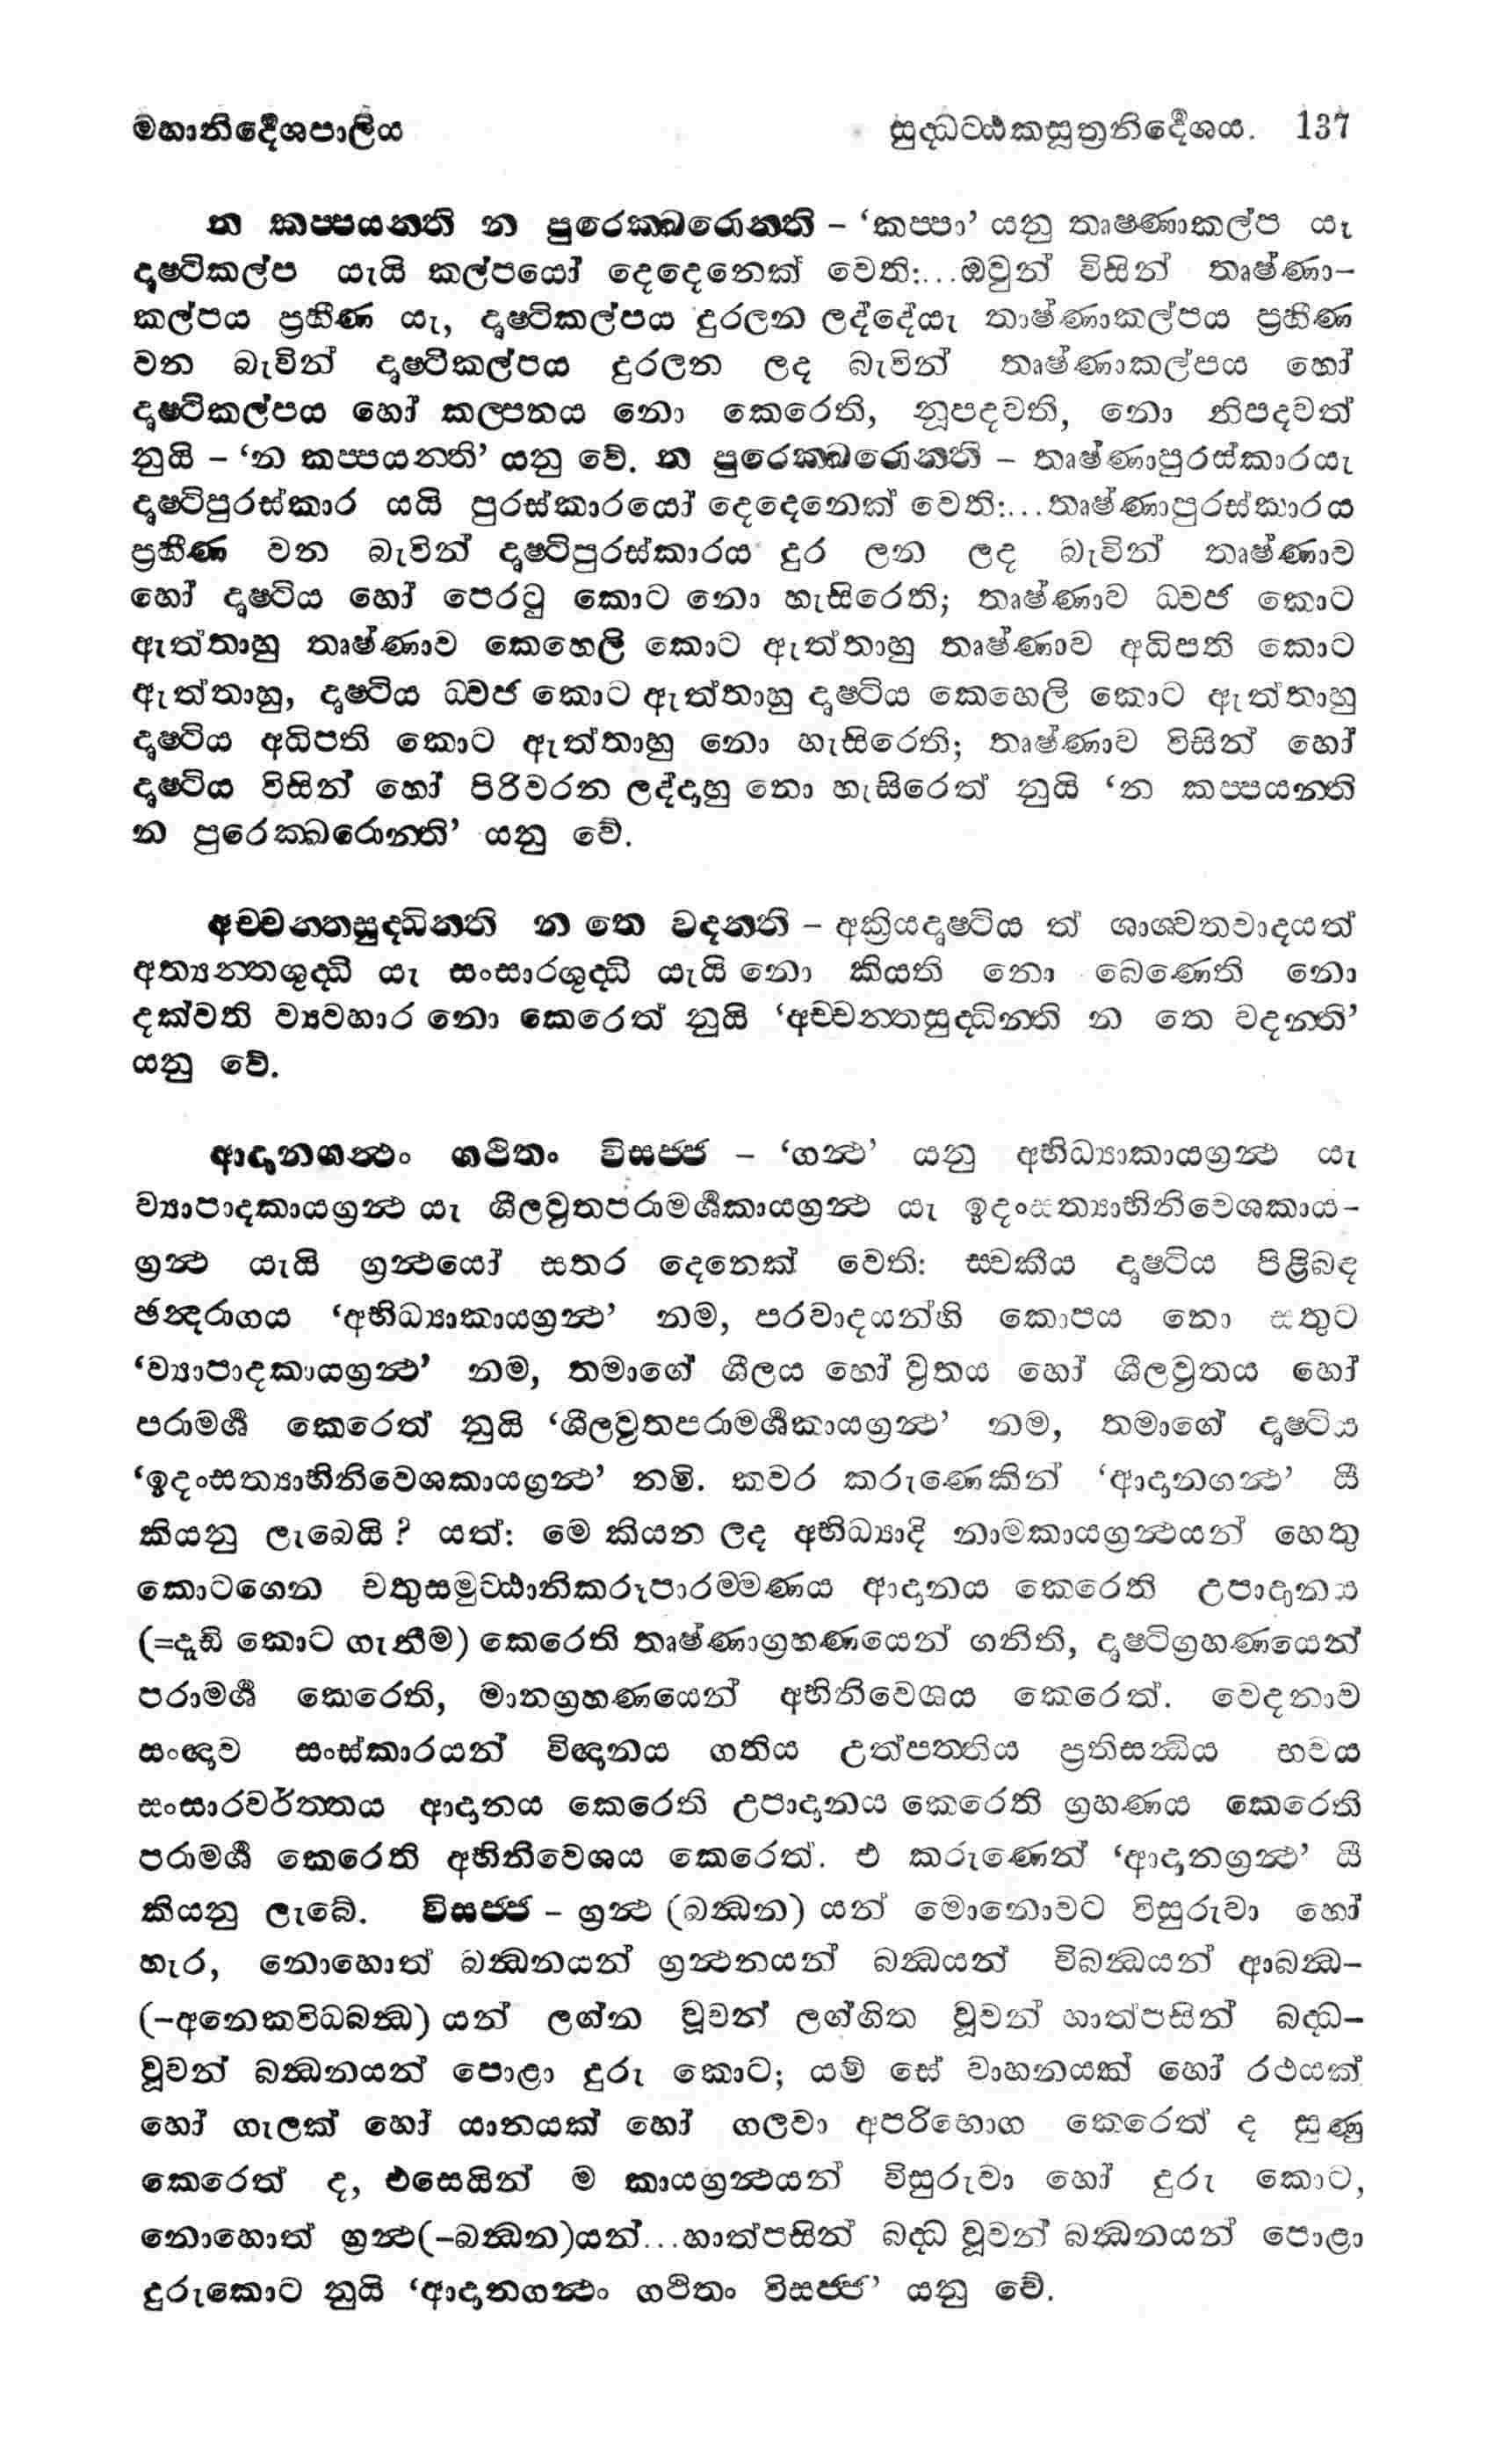 මහානිර්දේශපාලිය සුද්ධට්ඨකසූත්‍රනිර්දේශය. 137
න කප්පයන්ති න පුරෙක්ඛරොන්ති – ‘කප්පා’ යනු තෘෂ්ණාකල්ප යැ
දෘෂ්ටිකල්ප යැයි කල්පයෝ දෙදෙනෙක් වෙති:...ඔවුන් විසින් තෘෂ්ණා–
කල්පය ප්‍රහීණ යැ, දෘෂ්ටිකල්පය දුරලන ලද්දේයැ තෘෂ්ණාකල්පය ප්‍රහීණ
වන බැවින් දෘෂ්ටිකල්පය දුරලන ලද බැවින් තෘෂ්ණාකල්පය හෝ
දෘෂ්ටිකල්පය හෝ කල්පනය නො කෙරෙති, නූපදවති, නො නිපදවත්
නුයි – ‘න කප්පයන්ති’ යනු වේ. න පුරෙක්ඛරොන්ති – තෘෂ්ණාපුරස්කාරයැ
දෘෂ්ටිපුරස්කාර යයි පුරස්කාරයෝ දෙදෙනෙක් වෙති:...තෘෂ්ණාපුරස්කාරය
ප්‍රහීණ වන බැවින් දෘෂ්ටිපුරස්කාරය දුර ලන ලද බැවින් තෘෂ්ණාව
හෝ දෘෂ්ටිය හෝ පෙරටු කොට නො හැසිරෙති; තෘෂ්ණාව ධ්වජ කොට
ඇත්තාහු තෘෂ්ණාව කෙහෙලි කොට ඇත්තාහු තෘෂ්ණාව අධිපති කොට
ඇත්තාහු, දෘෂ්ටිය ධ්වජ කොට ඇත්තාහු දෘෂ්ටිය කෙහෙලි කොට ඇත්තාහු
දෘෂ්ටිය අධිපති කොට ඇත්තාහු නො හැසිරෙති; තෘෂ්ණාව විසින් හෝ
දෘෂ්ටිය විසින් හෝ පිරිවරන ලද්දාහු නො හැසිරෙත් නුයි ‘න කප්පයන්ති
න පුරෙක්ඛරොන්ති’ යනු වේ.
අච්චන්තසුද්ධින්ති න තෙ වදන්ති – අක්‍රියදෘෂ්ටිය ත් ශාශ්වතවාදයත්
අත්‍යන්තශුද්ධි යැ සංසාරශුද්ධි යැයි නො කියති නො බෙණෙති නො
දක්වති ව්‍යවහාර නො කෙරෙත් නුයි ‘අච්චන්තසුද්ධින්ති න තෙ වදන්ති’
යනු වේ.
ආදානගන්ථං ගථිතං විසජ්ජ – ‘ගන්ථ’ යනු අභිධ්‍යාකායග්‍රන්ථ යැ
ව්‍යාපාදකායග්‍රන්ථ යැ ශීලව්‍රතපරාමර්ශකායග්‍රන්ථ යැ ඉදංසත්‍යාභිනිවෙශකාය–
ග්‍රන්ථ යැයි ග්‍රන්ථයෝ සතර දෙනෙක් වෙති: ස්වකීය දෘෂ්ටිය පිළිබඳ
ඡන්දරාගය ‘අභිධ්‍යාකායග්‍රන්ථ’ නම, පරවාදයන්හි කොපය නො සතුට
‘ව්‍යාපාදකායග්‍රන්ථ’ නම, තමාගේ ශීලය හෝ ව්‍රතය හෝ ශීලව්‍රතය හෝ
පරාමර්ශ කෙරෙත් නුයි ‘ශීලව්‍රතපරාමර්ශකායග්‍රන්ථ’ නම, තමාගේ දෘෂ්ටිය
‘ඉදංසත්‍යාභිනිවෙශකායග්‍රන්ථ’ නමි. කවර කරුණෙකින් ‘ආදානගන්ථ’ යී
කියනු ලැබෙයි? යත්: මෙ කියන ලද අභිධ්‍යාදි නාමකායග්‍රන්ථයන් හෙතු
කොටගෙන චතුසමුට්ඨානිකරූපාරම්මණය ආදානය කෙරෙති උපාදානය
(=දැඩි කොට ගැනීම) කෙරෙති තෘෂ්ණාග්‍රහණයෙන් ගනිති, දෘෂ්ටිග්‍රහණයෙන්
පරාමර්ශ කෙරෙති, මානග්‍රහණයෙන් අභිනිවෙශය කෙරෙත්. වෙදනාව
සංඥාව සංස්කාරයන් විඥානය ගතිය උත්පත්තිය ප්‍රතිසන්ධිය භවය
සංසාරවර්ත්තය ආදානය කෙරෙති උපාදානය කෙරෙති ග්‍රහණය කෙරෙති
පරාමර්ශ කෙරෙති අභිනිවෙශය කෙරෙත්. එ කරුණෙන් ‘ආදානග්‍රන්ථ’ යී
කියනු ලැබේ. විසජ්ජ – ග්‍රන්ථ (බන්ධන) යන් මොනොවට විසුරුවා හෝ
හැර, නොහොත් බන්ධනයන් ග්‍රන්ථනයන් බන්ධයන් විබන්ධයන් ආබන්ධ–
(–අනෙකවිධබන්ධ) යන් ලග්න වූවන් ලග්ගිත වූවන් හාත්පසින් බද්ධ–
වූවන් බන්ධනයන් පොළා දුරු කොට; යම් සේ වාහනයක් හෝ රථයක්
හෝ ගැලක් හෝ යානයක් හෝ ගලවා අපරිභොග කෙරෙත් ද සුණු
කෙරෙත් ද, එසෙයින් ම කායග්‍රන්ථයන් විසුරුවා හෝ දුරු කොට,
නොහොත් ග්‍රන්ථ(–බන්ධන)යන්...හාත්පසින් බද්ධ වූවන් බන්ධනයන් පොළා
දුරුකොට නුයි ‘ආදානගන්ථං ගථිතං විසජ්ජ’ යනු වේ.